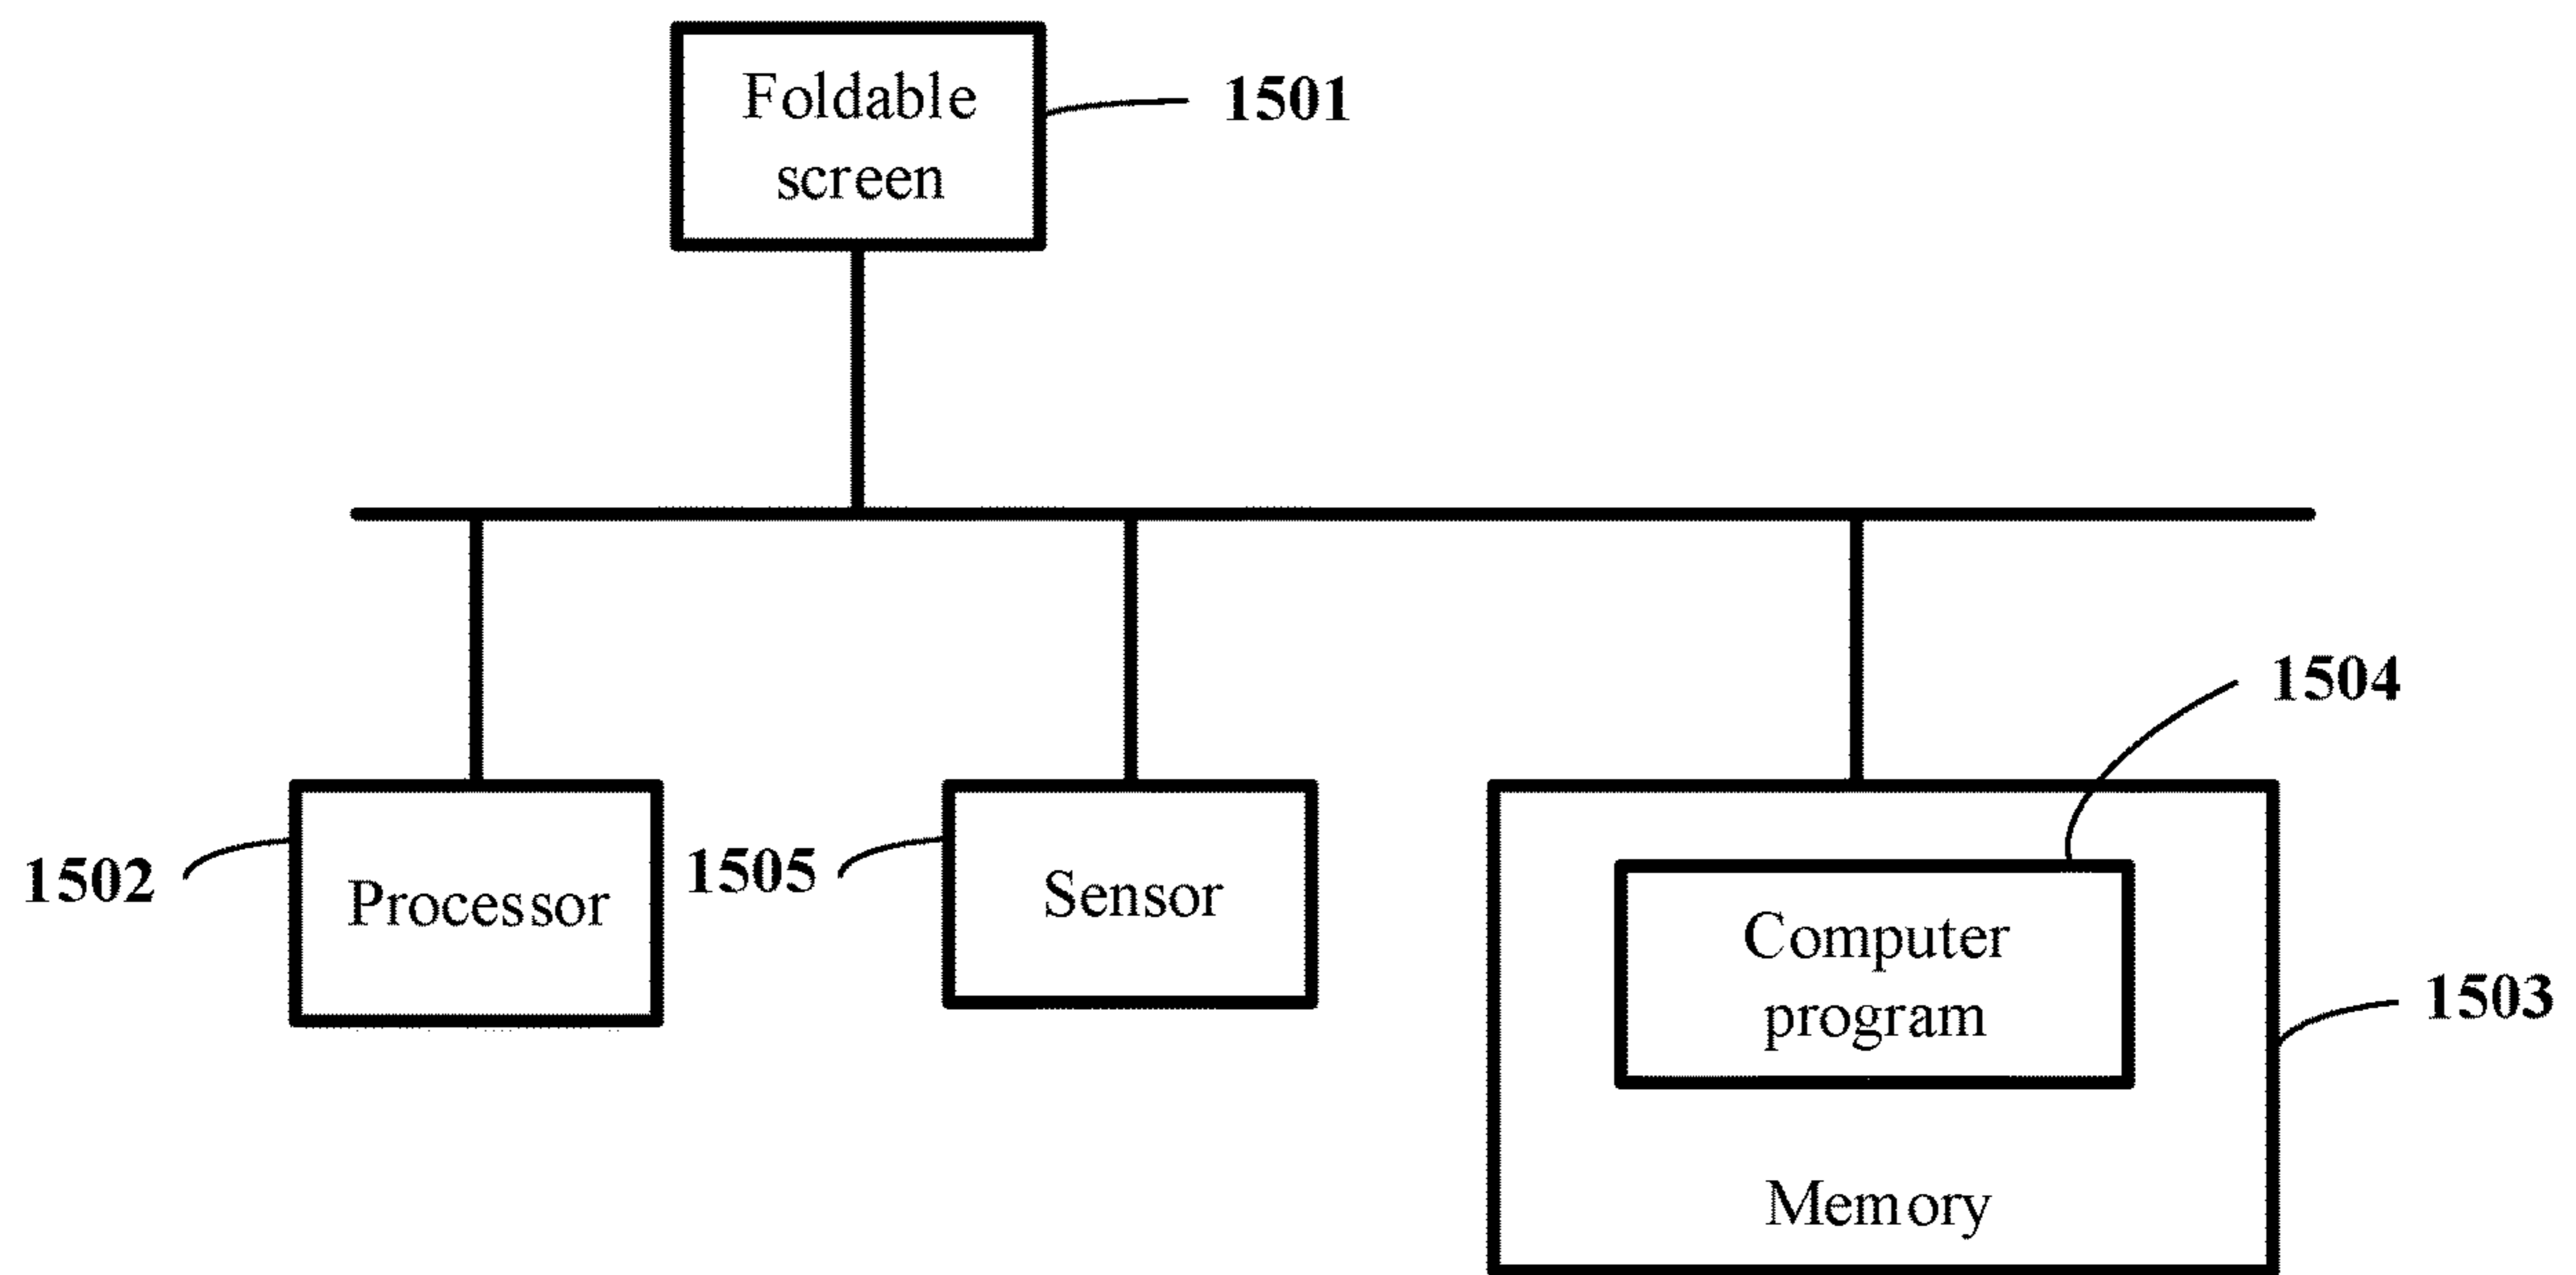 Foldable
screen
1501
1504
1502
Processor
1505
Sensor
Computer
program
1503
Memory